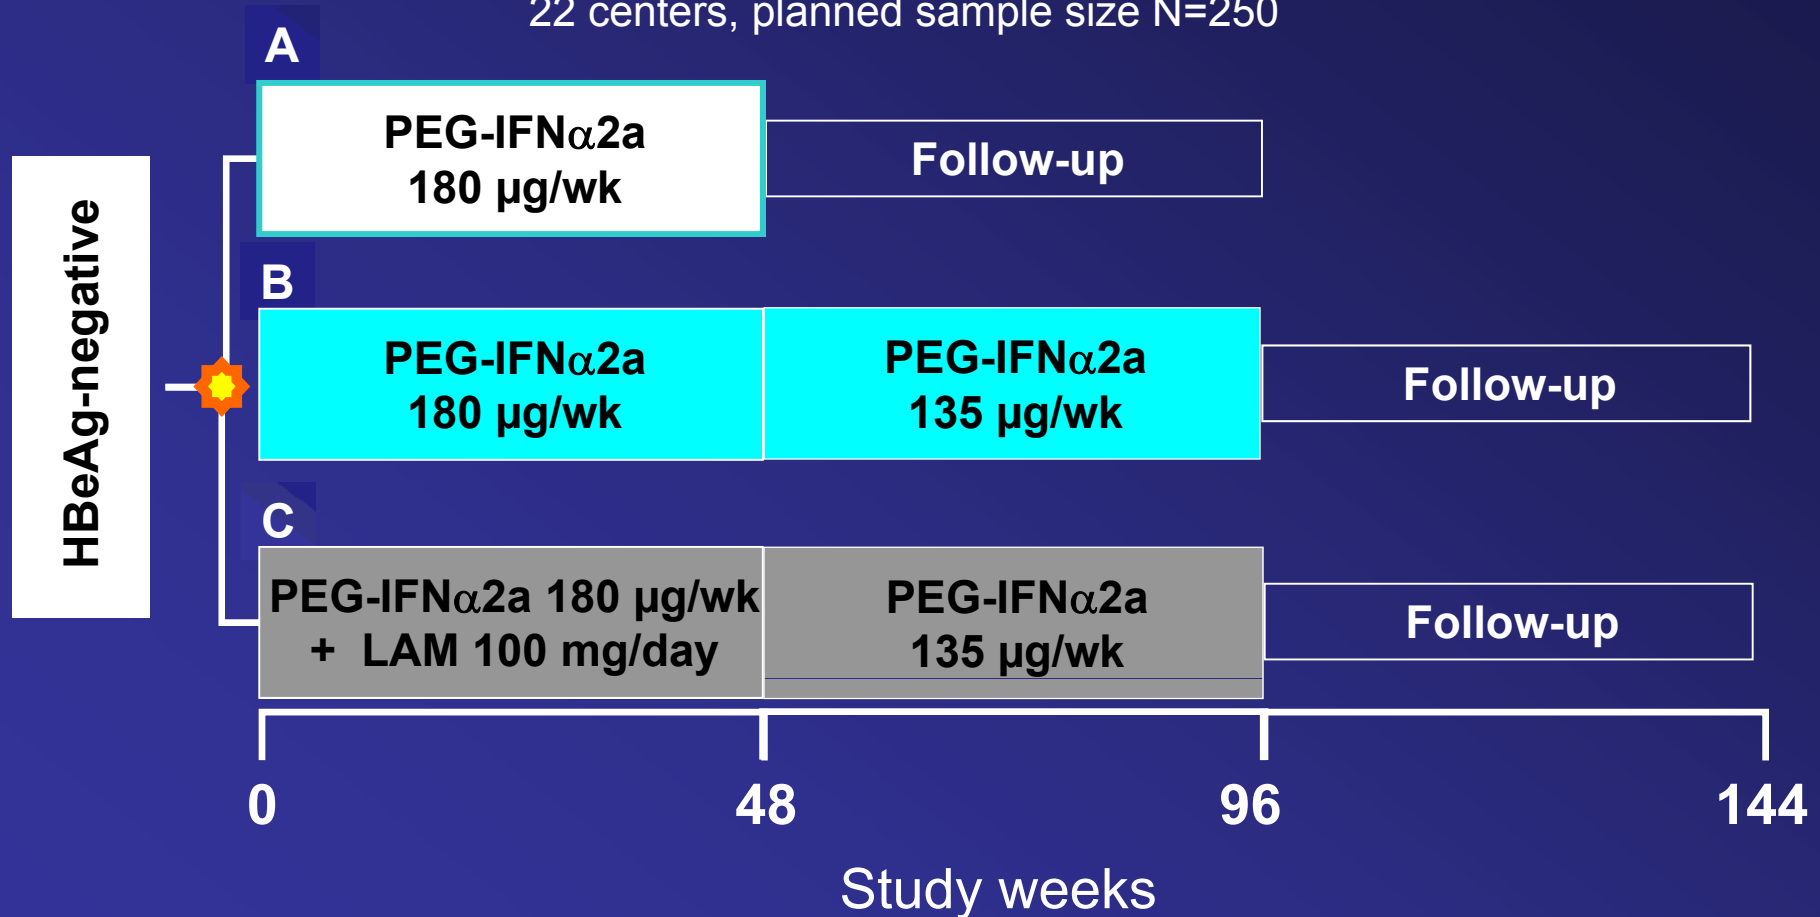 22 centers, planned sample size N=250
A
PEG-IFNα2a
180 µg/wk
Follow-up
HBeAg-negative
B
PEG-IFNα2a
180 µg/wk
PEG-IFNα2a
135 µg/wk
Follow-up
C
PEG-IFNα2a 180 µg/wk
+ LAM 100 mg/day
PEG-IFNα2a
135 µg/wk
Follow-up
0 48 96 144
Study weeks